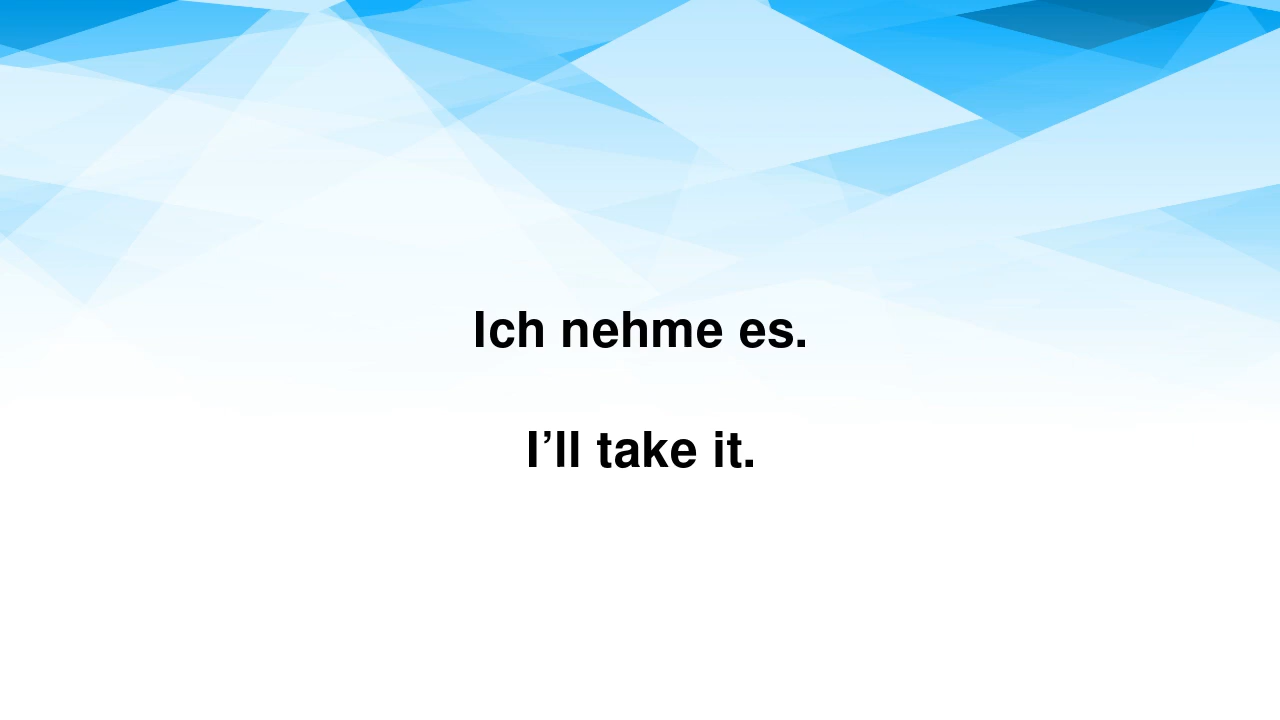 Ich nehme es.
I’ll take it.